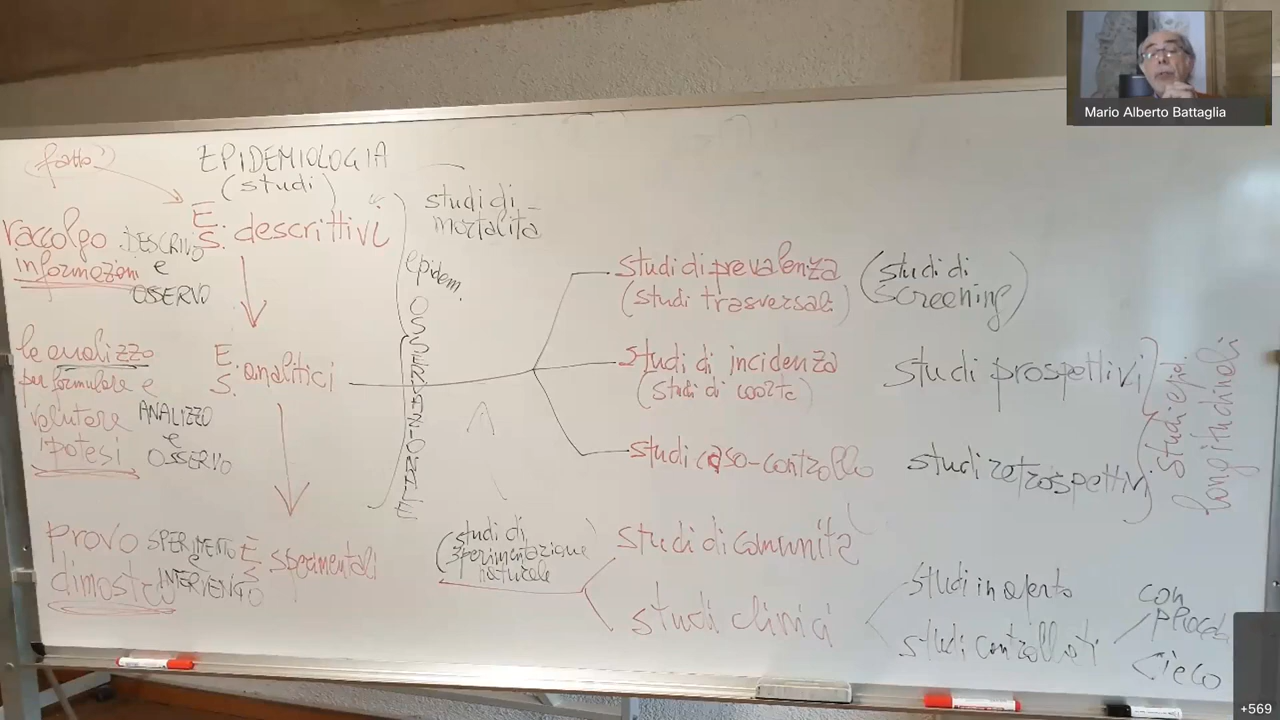 Mario Alberto Battaglia
(fatto?)
EPIDEMIOLOGIA
(studi)
raccolgo
informazioni
DESCRIVO
e
OSSERVO
E.
S. descrittivi
studi di
mortalità
epidem.
OSSERVAZIONALE
le analizzo
per formulare e
valutare
ipotesi
ANALIZZO
e
OSSERVO
E.
S. analitici
studi di prevalenza
(studi trasversali)
(studi di
screening)
studi di incidenza
(studi di coorte)
studi prospettivi
studi caso-controllo
studi retrospettivi
studi epid.
longitudinali
provo
dimostro
SPERIMENTO
e
INTERVENGO
E.
S. sperimentali
(studi di
sperimentazione
naturale)
studi di comunità
studi clinici
studi in aperto
studi controllati
con
placebo
cieco
+569